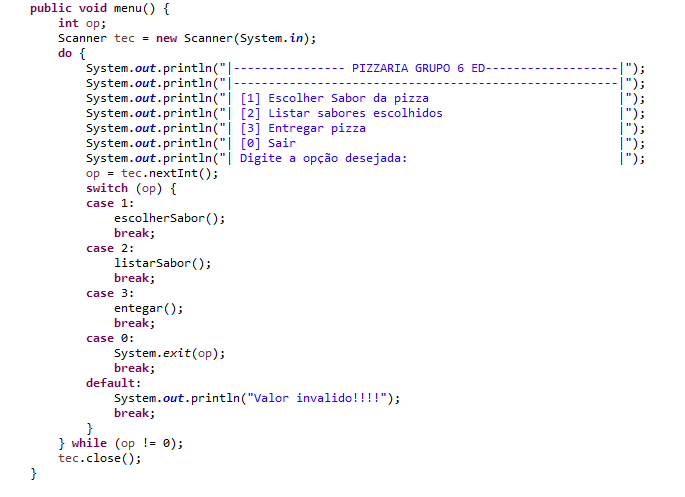 public void menu() {
    int op;
    Scanner tec = new Scanner(System.in);
    do {
        System.out.println("|---------------- PIZZARIA GRUPO 6 ED-------------------|");
        System.out.println("|-------------------------------------------------------|");
        System.out.println("| [1] Escolher Sabor da pizza                           |");
        System.out.println("| [2] Listar sabores escolhidos                         |");
        System.out.println("| [3] Entregar pizza                                    |");
        System.out.println("| [0] Sair                                              |");
        System.out.println("| Digite a opção desejada:                              |");
        op = tec.nextInt();
        switch (op) {
        case 1:
            escolherSabor();
            break;
        case 2:
            listarSabor();
            break;
        case 3:
            entegar();
            break;
        case 0:
            System.exit(op);
            break;
        default:
            System.out.println("Valor invalido!!!!");
            break;
        }
    } while (op != 0);
    tec.close();
}